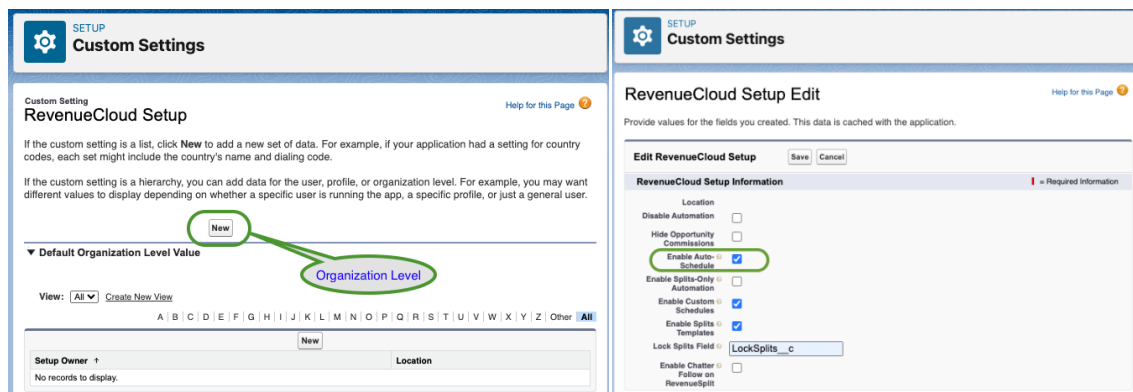 SETUP
Custom Settings
Custom Setting
RevenueCloud Setup
Help for this Page
If the custom setting is a list, click New to add a new set of data. For example, if your application had a setting for country
codes, each set might include the country's name and dialing code.
If the custom setting is a hierarchy, you can add data for the user, profile, or organization level. For example, you may want
different values to display depending on whether a specific user is running the app, a specific profile, or just a general user.
New
Default Organization Level Value
Organization Level
View: All Create New View
A | B | C | D | E | F | G | H | I | J | K | L | M | N | O | P | Q | R | S | T | U | V | W | X | Y | Z | Other | All
New
Setup Owner ↑ Location
No records to display.
SETUP
Custom Settings
RevenueCloud Setup Edit
Help for this Page
Provide values for the fields you created. This data is cached with the application.
Edit RevenueCloud Setup Save Cancel
RevenueCloud Setup Information = Required Information
Location
Disable Automation
Hide Opportunity
Commissions
Enable Auto-
Schedule
Enable Splits-Only
Automation
Enable Custom
Schedules
Enable Splits
Templates
Lock Splits Field LockSplits__c
Enable Chatter
Follow on
RevenueSplit